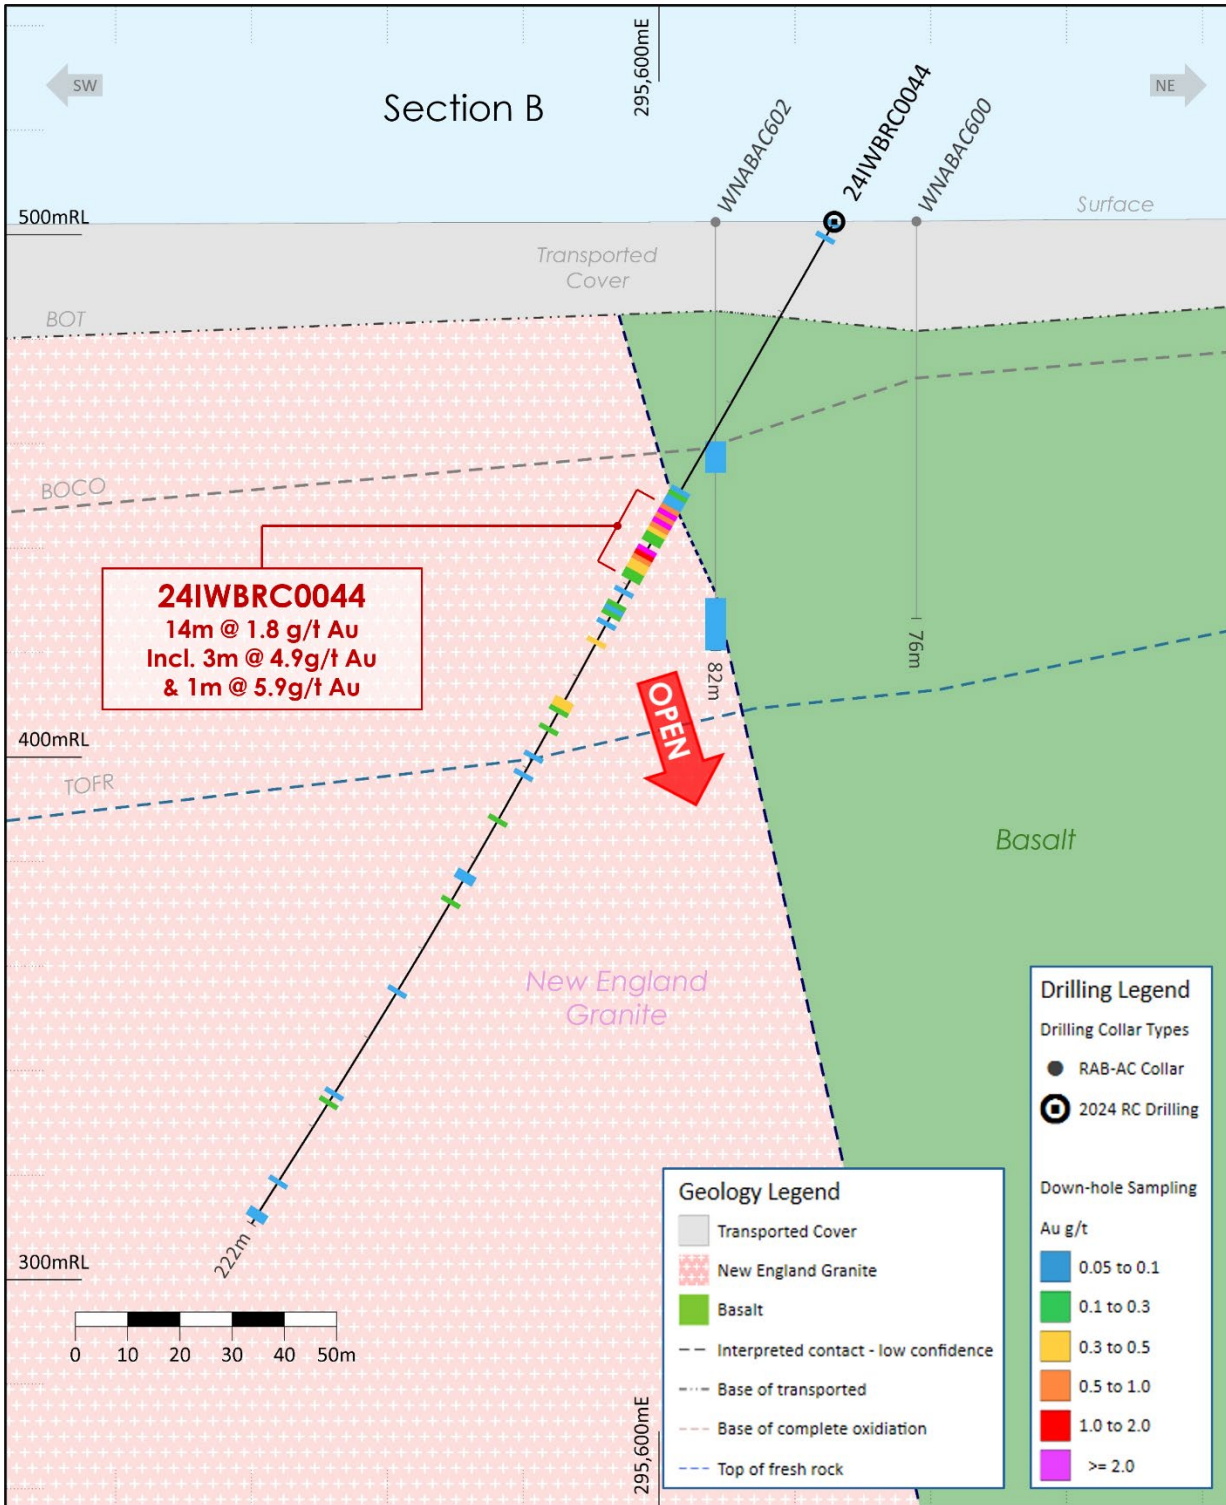 295,600mE
SW
NE
Section B
WNABAC602
24IWBRC0044
WNABAC600
500mRL
Surface
Transported
Cover
BOT
BOCO
24IWBRC0044
14m @ 1.8 g/t Au
Incl. 3m @ 4.9g/t Au
& 1m @ 5.9g/t Au
76m
82m
OPEN
400mRL
TOFR
Basalt
New England
Granite
222m
300mRL
0 10 20 30 40 50m
295,600mE
Geology Legend
Transported Cover
New England Granite
Basalt
Interpreted contact - low confidence
Base of transported
Base of complete oxidiation
Top of fresh rock
Drilling Legend
Drilling Collar Types
RAB-AC Collar
2024 RC Drilling
Down-hole Sampling
Au g/t
0.05 to 0.1
0.1 to 0.3
0.3 to 0.5
0.5 to 1.0
1.0 to 2.0
>= 2.0